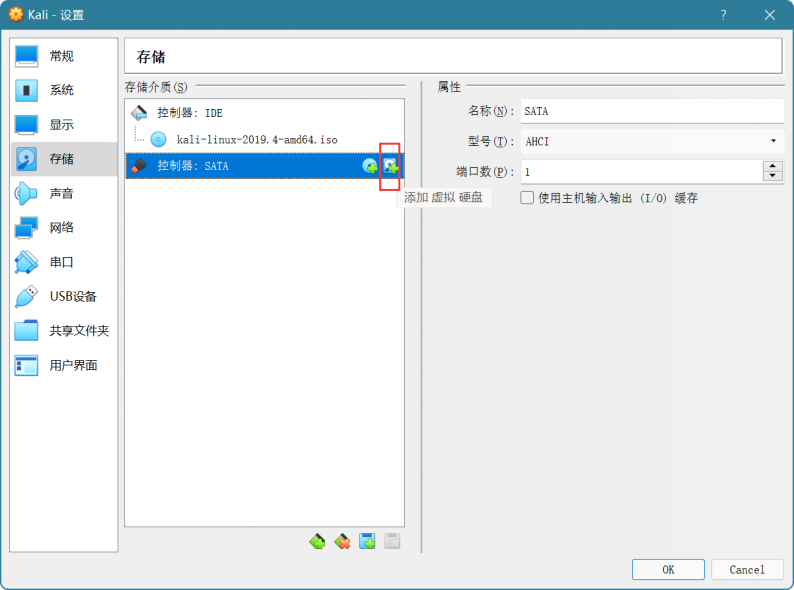 Kali - 设置
?
常规
系统
显示
存储
声音
网络
串口
USB设备
共享文件夹
用户界面
存储
存储介质(S)
控制器: IDE
kali-linux-2019.4-amd64.iso
控制器: SATA
添加 虚拟 硬盘
属性
名称(N): SATA
型号(T): AHCI
端口数(P): 1
使用主机输入输出 (I/O) 缓存
OK
Cancel